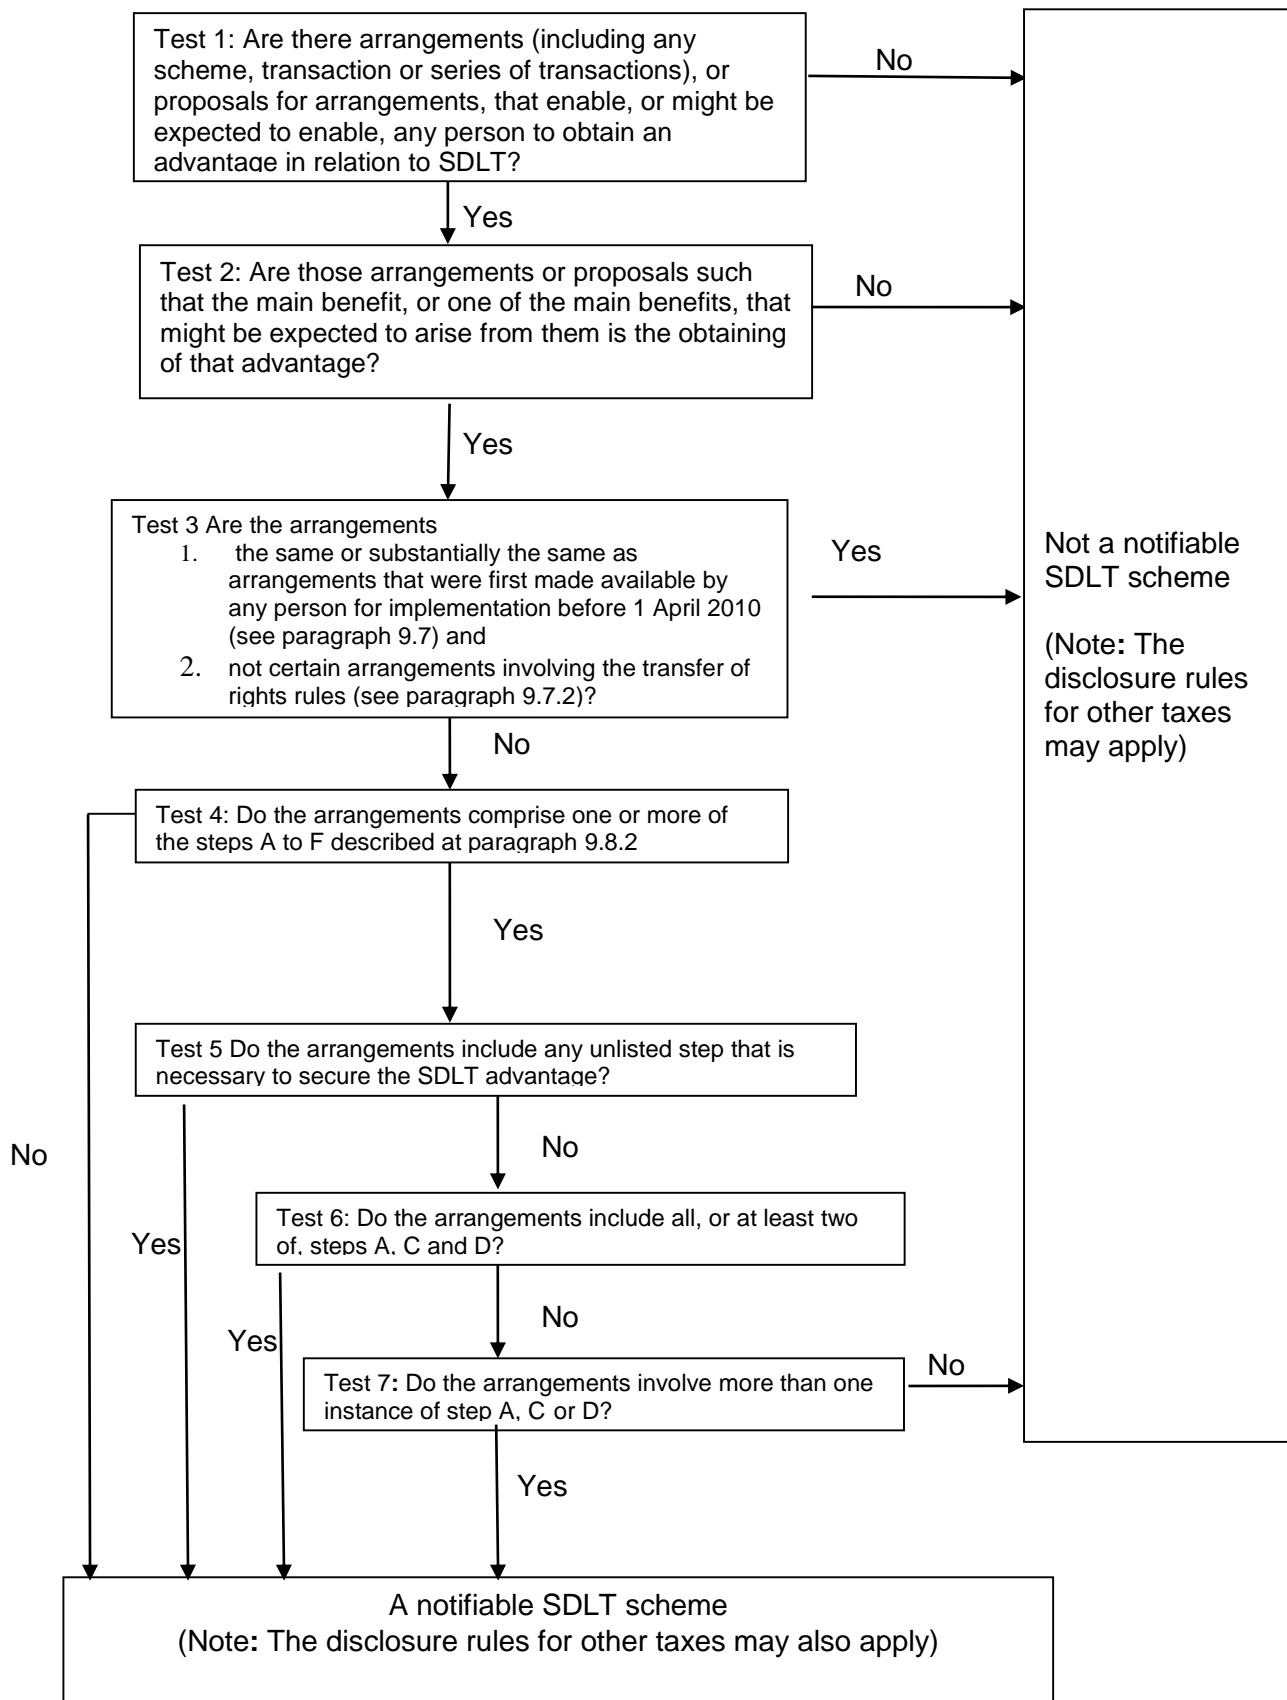 Test 1: Are there arrangements (including any
scheme, transaction or series of transactions), or
proposals for arrangements, that enable, or might be
expected to enable, any person to obtain an
advantage in relation to SDLT?
No
Yes
Test 2: Are those arrangements or proposals such
that the main benefit, or one of the main benefits, that
might be expected to arise from them is the obtaining
of that advantage?
No
Yes
Test 3 Are the arrangements
1. the same or substantially the same as
arrangements that were first made available by
any person for implementation before 1 April 2010
(see paragraph 9.7) and
2. not certain arrangements involving the transfer of
rights rules (see paragraph 9.7.2)?
Yes
Not a notifiable
SDLT scheme
(Note: The
disclosure rules
for other taxes
may apply)
No
Test 4: Do the arrangements comprise one or more of
the steps A to F described at paragraph 9.8.2
Yes
Test 5 Do the arrangements include any unlisted step that is
necessary to secure the SDLT advantage?
No
No
Test 6: Do the arrangements include all, or at least two
of, steps A, C and D?
Yes
No
Yes
Test 7: Do the arrangements involve more than one
instance of step A, C or D?
No
Yes
A notifiable SDLT scheme
(Note: The disclosure rules for other taxes may also apply)